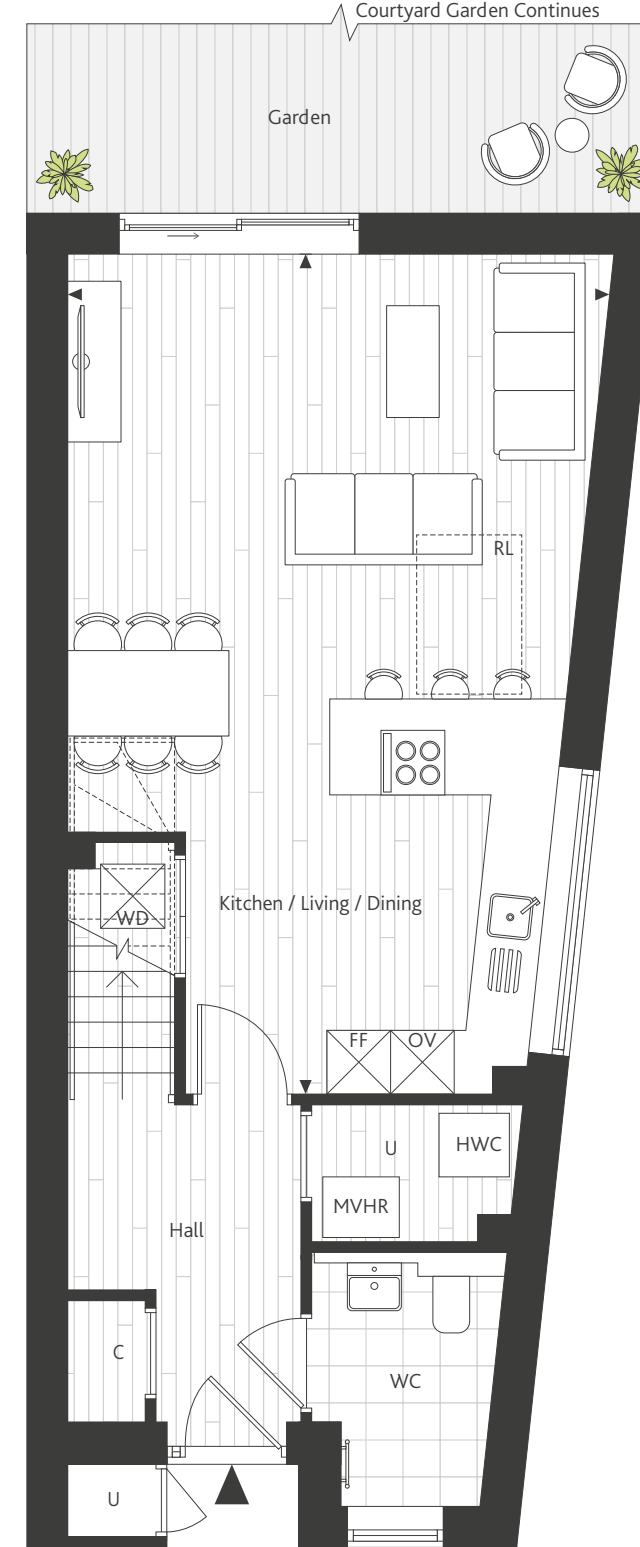 Courtyard Garden Continues
Garden
RL
Kitchen / Living / Dining
WD
FF
OV
U
HWC
MVHR
Hall
C
WC
U